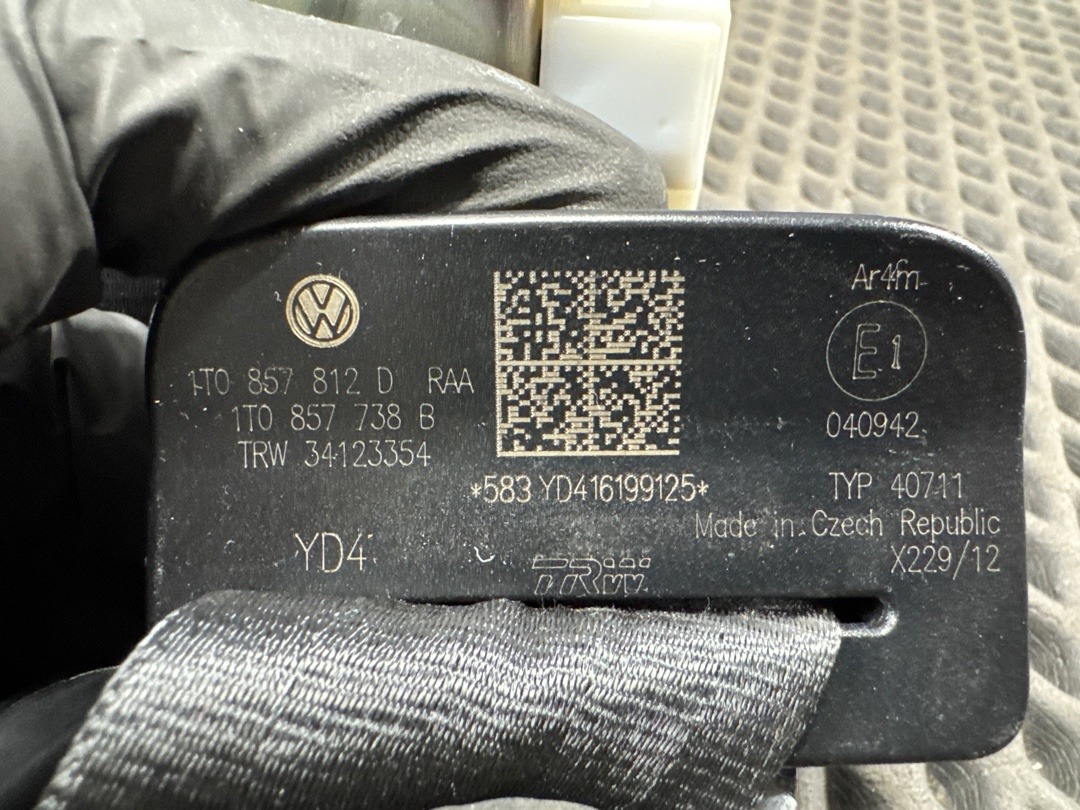 1T0 857 812 D RAA
1T0 857 738 B
TRW 34123354
*583 YD416199125*
YD4
TRW
Ar4m
E1
040942
TYP 40711
Made in Czech Republic
X229/12